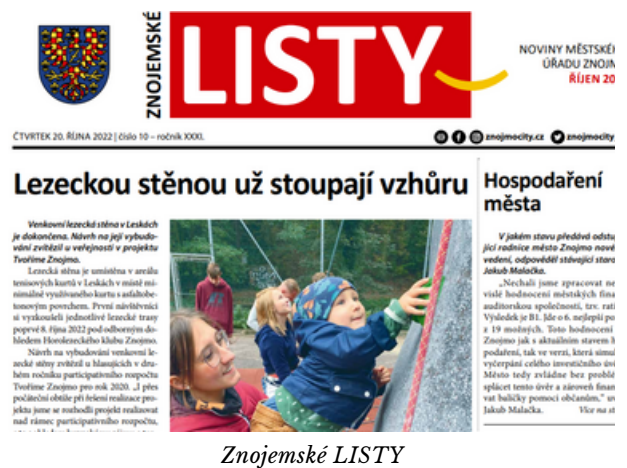 ZNOJEMSKÉ
LISTY
NOVINY MĚSTSKÉ
ÚŘADU ZNOJM
ŘÍJEN 20
ČTVRTEK 20. ŘÍJNA 2022 | číslo 10 – ročník XXXI.
znojmocity.cz znojmocity
Lezeckou stěnou už stoupají vzhůru
Venkovní lezecká stěna v Leskách
je dokončena. Návrh na její vybudo-
vání zvítězil u veřejnosti v projektu
Tvoříme Znojmo.
Lezecká stěna je umístěna v areálu
tenisových kurtů v Leskách v místě mi-
nimálně využívaného kurtu s asfaltobe-
tonovým povrchem. První návštěvníci
si vyzkoušeli jednotlivé lezecké trasy
poprvé 8. října 2022 pod odborným do-
hledem Horolezeckého klubu Znojmo.
Návrh na vybudování venkovní le-
zecké stěny zvítězil u hlasujících v dru-
hém ročníku participativního rozpočtu
Tvoříme Znojmo pro rok 2020. „I přes
počáteční obtíže při řešení realizace pro-
jektu jsme se rozhodli projekt realizovat
nad rámec participativního rozpočtu,
Hospodaření
města
V jakém stavu předává odstu
jící radnice město Znojmo nové
vedení, odpověděl stávající staro
Jakub Malačka.
„Nechali jsme zpracovat ne
vislé hodnocení městských fina
auditorskou společností, tzv. rati
Výsledek je B1. Jde o 6. nejlepší po
z 19 možných. Toto hodnocení
Znojmo jak s aktuálním stavem h
podaření, tak ve verzi, která simu
vyčerpání celého investičního úvě
Město tedy zvládne bez problé
splácet tento úvěr a zároveň finan
vat balíčky pomoci občanům,“ uv
Jakub Malačka. Více na st
Znojemské LISTY